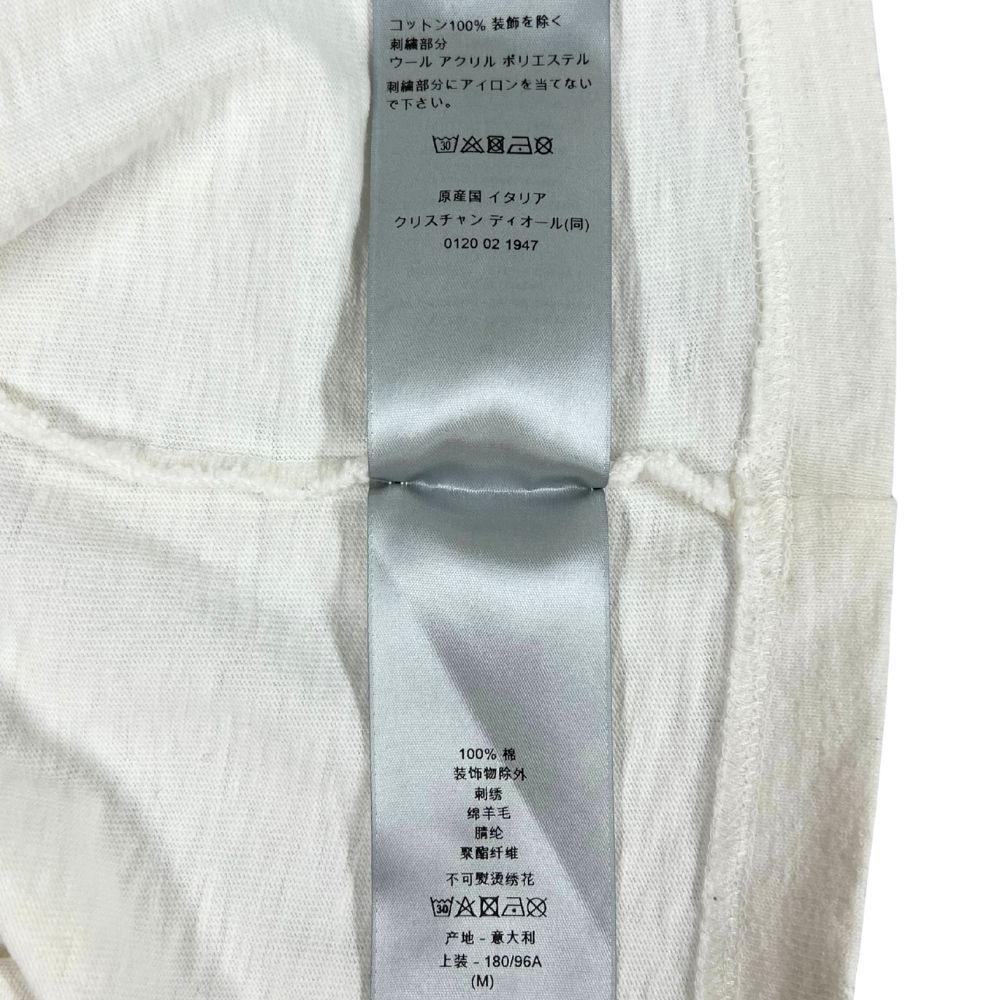 コットン100% 装飾を除く
刺繍部分
ウール アクリル ポリエステル
刺繍部分にアイロンを当てない
で下さい。
30
原産国 イタリア
クリスチャン ディオール(同)
0120 02 1947
100% 棉
装饰物除外
刺绣
绵羊毛
腈纶
聚酯纤维
不可熨烫绣花
30
产地 - 意大利
上装 - 180/96A
(M)